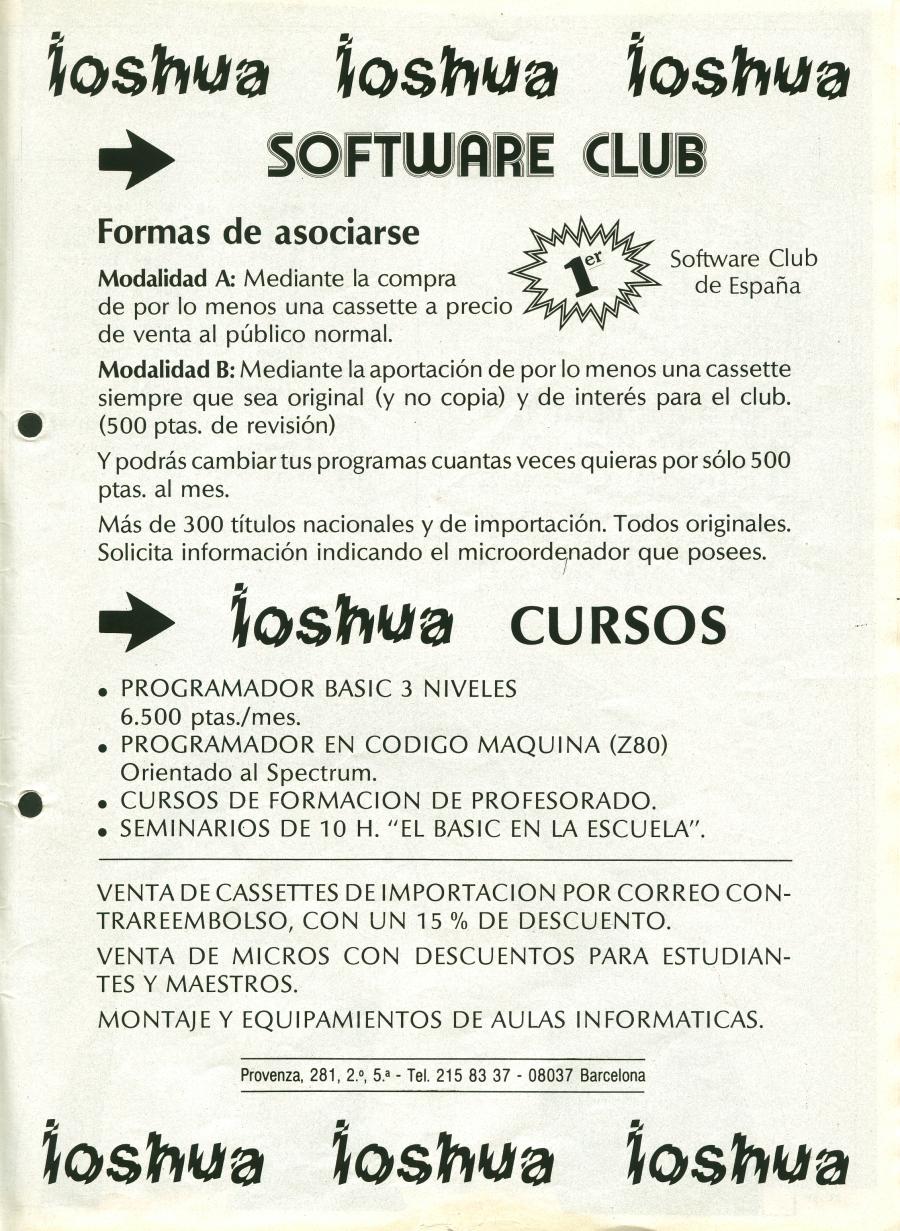 ioshua ioshua ioshua
SOFTWARE CLUB
Formas de asociarse
1er
Software Club
de España
Modalidad A: Mediante la compra
de por lo menos una cassette a precio
de venta al público normal.
Modalidad B: Mediante la aportación de por lo menos una cassette
siempre que sea original (y no copia) y de interés para el club.
(500 ptas. de revisión)
Y podrás cambiar tus programas cuantas veces quieras por sólo 500
ptas. al mes.
Más de 300 títulos nacionales y de importación. Todos originales.
Solicita información indicando el microordenador que posees.
ioshua CURSOS
• PROGRAMADOR BASIC 3 NIVELES
6.500 ptas./mes.
• PROGRAMADOR EN CODIGO MAQUINA (Z80)
Orientado al Spectrum.
• CURSOS DE FORMACION DE PROFESORADO.
• SEMINARIOS DE 10 H. “EL BASIC EN LA ESCUELA”.
VENTA DE CASSETTES DE IMPORTACION POR CORREO CON-
TRAREEMBOLSO, CON UN 15 % DE DESCUENTO.
VENTA DE MICROS CON DESCUENTOS PARA ESTUDIAN-
TES Y MAESTROS.
MONTAJE Y EQUIPAMIENTOS DE AULAS INFORMATICAS.
Provenza, 281, 2.º, 5.ª - Tel. 215 83 37 - 08037 Barcelona
ioshua ioshua ioshua